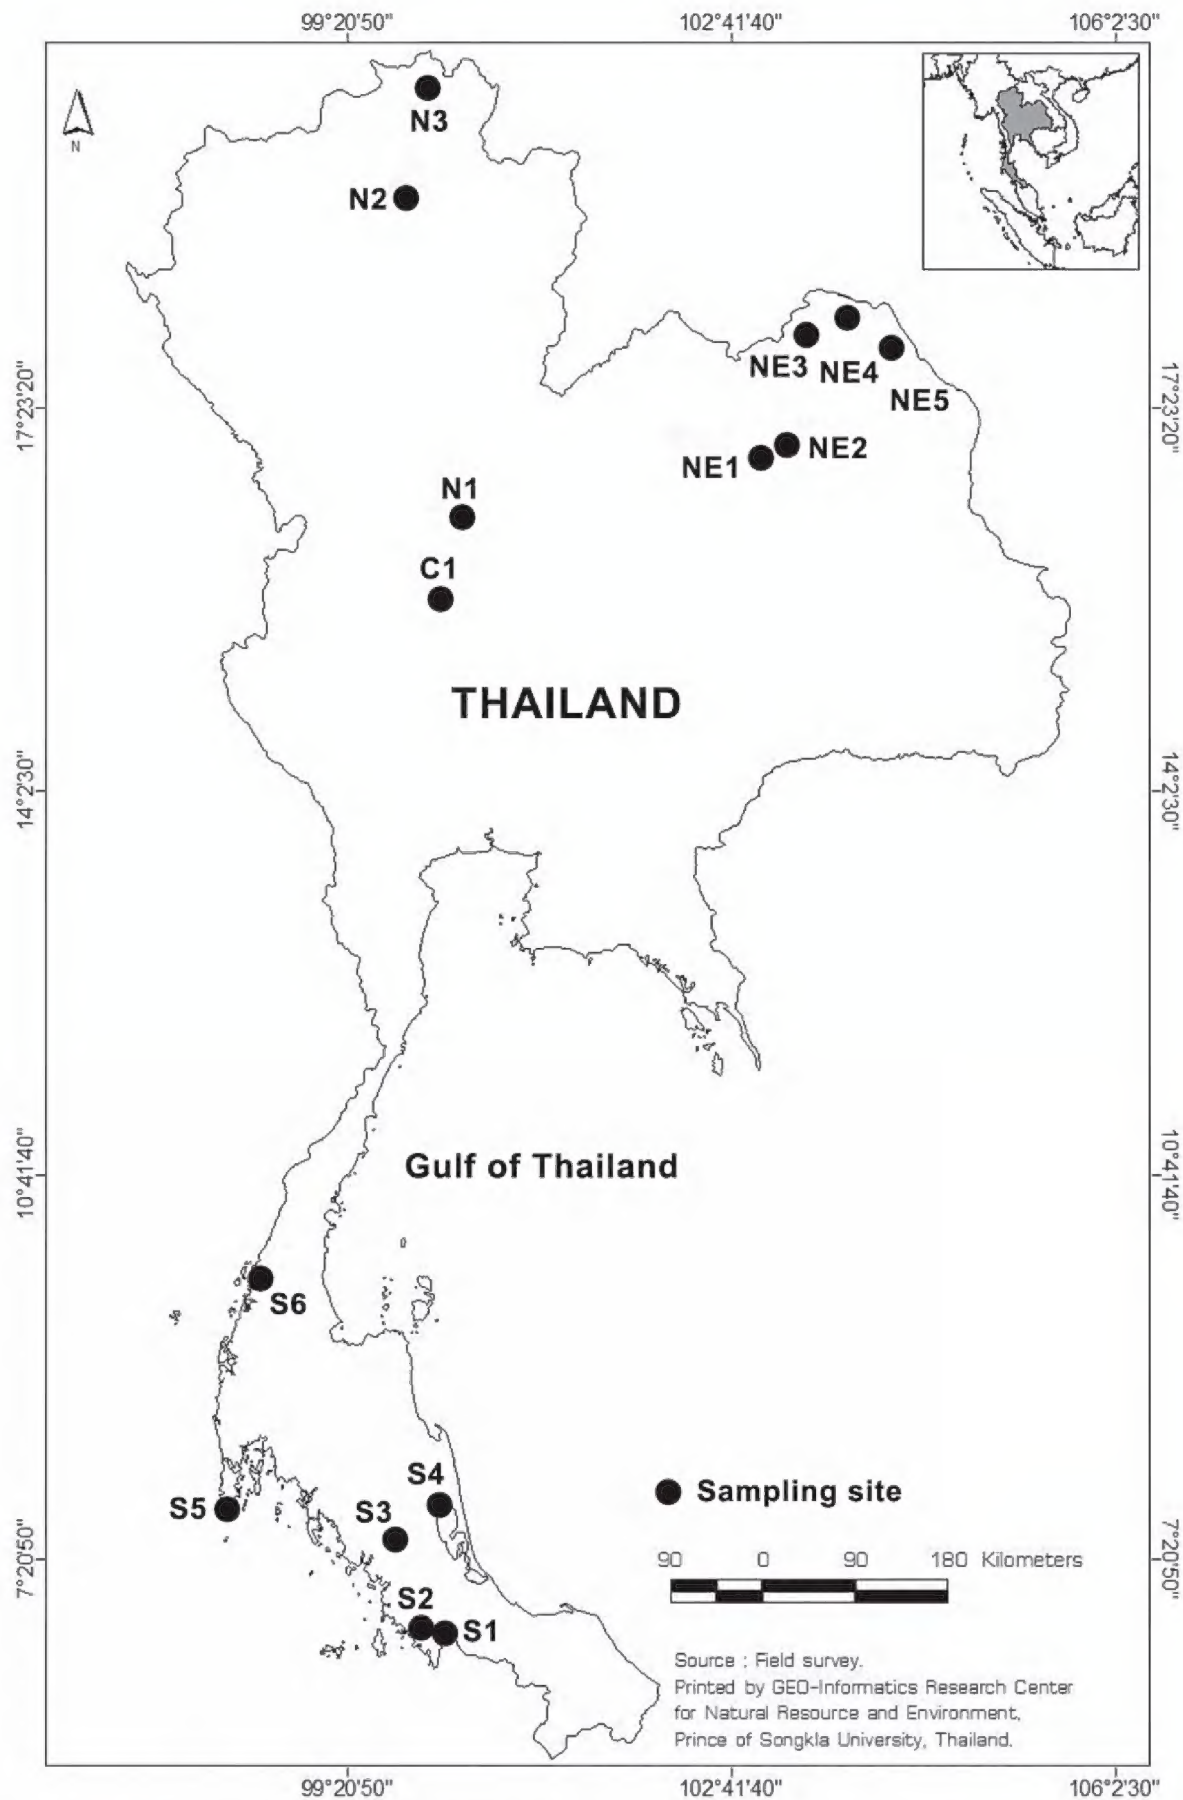 99°20'50" 102°41'40" 106°2'30"
N
N3
N2
NE3 NE4
NE5
17°23'20" 17°23'20"
NE1 NE2
N1
C1
THAILAND
14°2'30" 14°2'30"
Gulf of Thailand
10°41'40" 10°41'40"
S6
S4
S5 S3
Sampling site
7°20'50" 7°20'50"
90 0 90 180 Kilometers
S2
S1
Source : Field survey.
Printed by GEO-Informatics Research Center
for Natural Resource and Environment,
Prince of Songkla University, Thailand.
99°20'50" 102°41'40" 106°2'30"